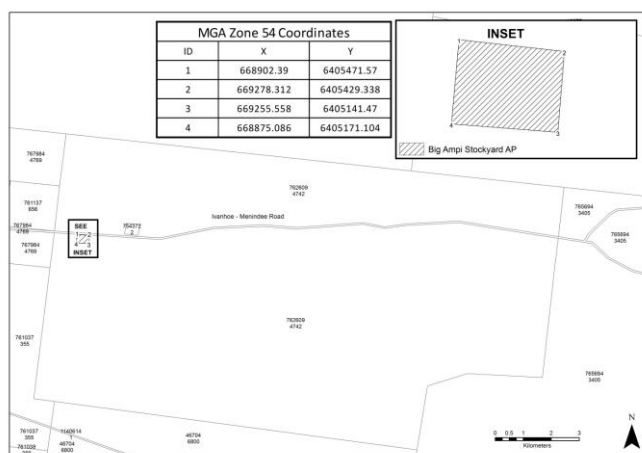 MGA Zone 54 Coordinates
ID X Y
1 668902.39 6405471.57
2 669278.312 6405429.338
3 669255.558 6405141.47
4 668875.086 6405171.104
INSET
1
2
4
3
Big Ampi Stockyard AP
767984
4769
761137
656
762609
4742
765694
3405
Ivanhoe - Menindee Road
767984
4769
SEE
1 2
4 3
INSET
764372
2
767984
4769
765694
3405
762609
4742
761037
355
765694
3405
761037
355
1140614
1
46704
6800
46704
6800
761038
355
N
0 0.5 1 2 3
Kilometers